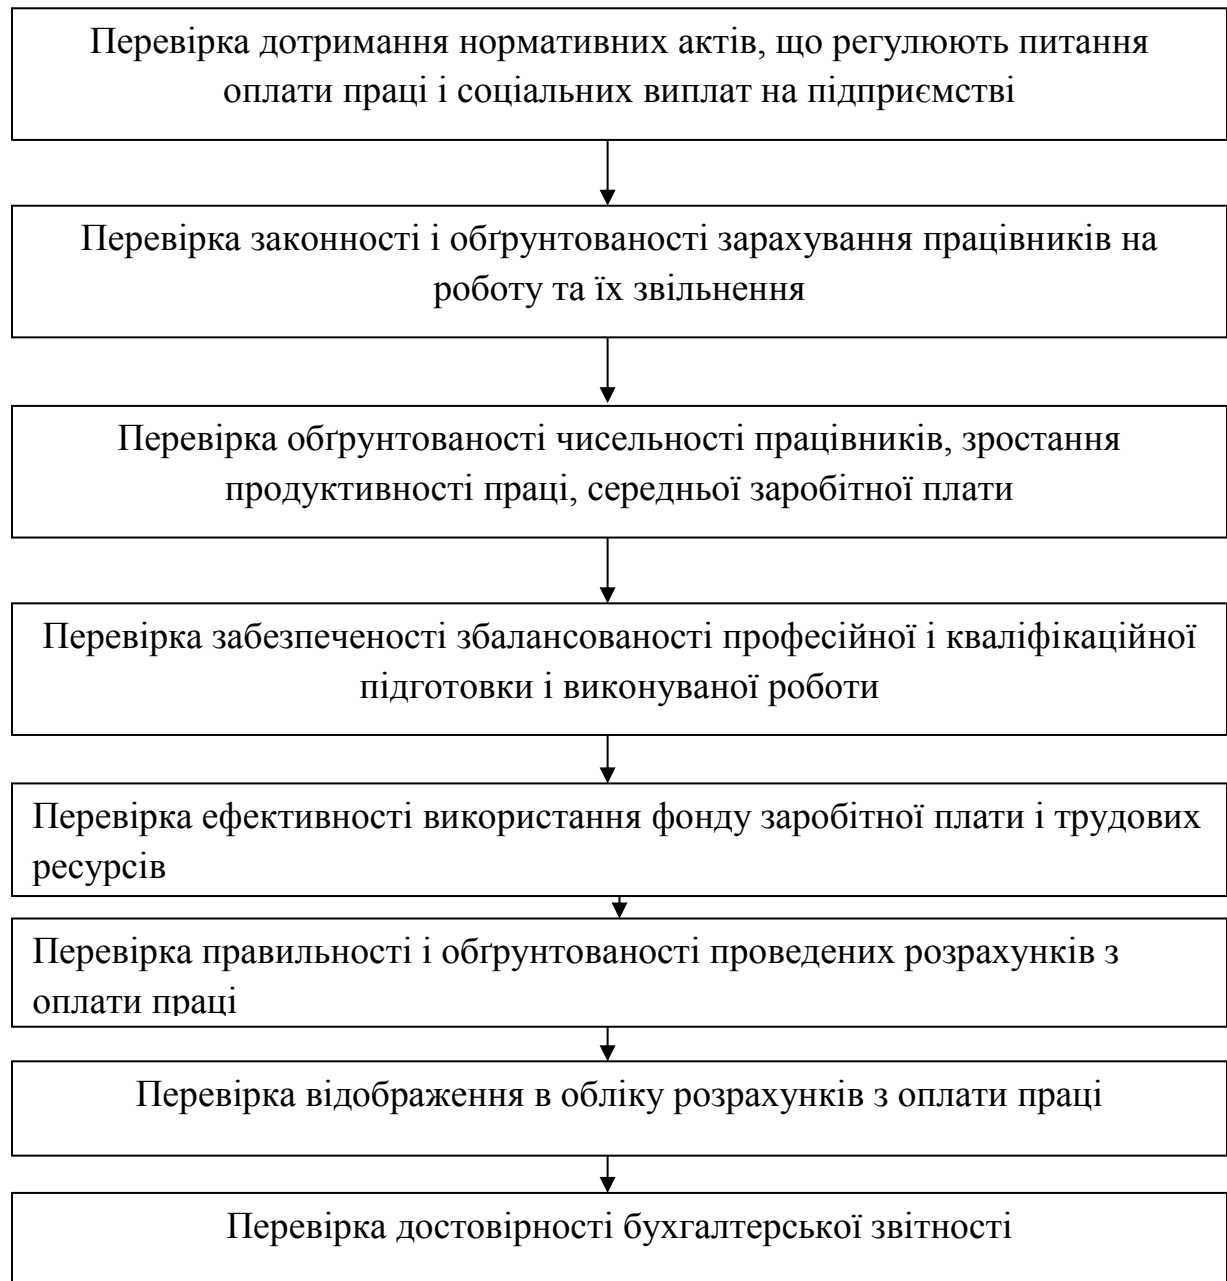 Перевірка дотримання нормативних актів, що регулюють питання
оплати праці і соціальних виплат на підприємстві
Перевірка законності і обґрунтованості зарахування працівників на
роботу та їх звільнення
Перевірка обґрунтованості чисельності працівників, зростання
продуктивності праці, середньої заробітної плати
Перевірка забезпеченості збалансованості професійної і кваліфікаційної
підготовки і виконуваної роботи
Перевірка ефективності використання фонду заробітної плати і трудових
ресурсів
Перевірка правильності і обґрунтованості проведених розрахунків з
оплати праці
Перевірка відображення в обліку розрахунків з оплати праці
Перевірка достовірності бухгалтерської звітності